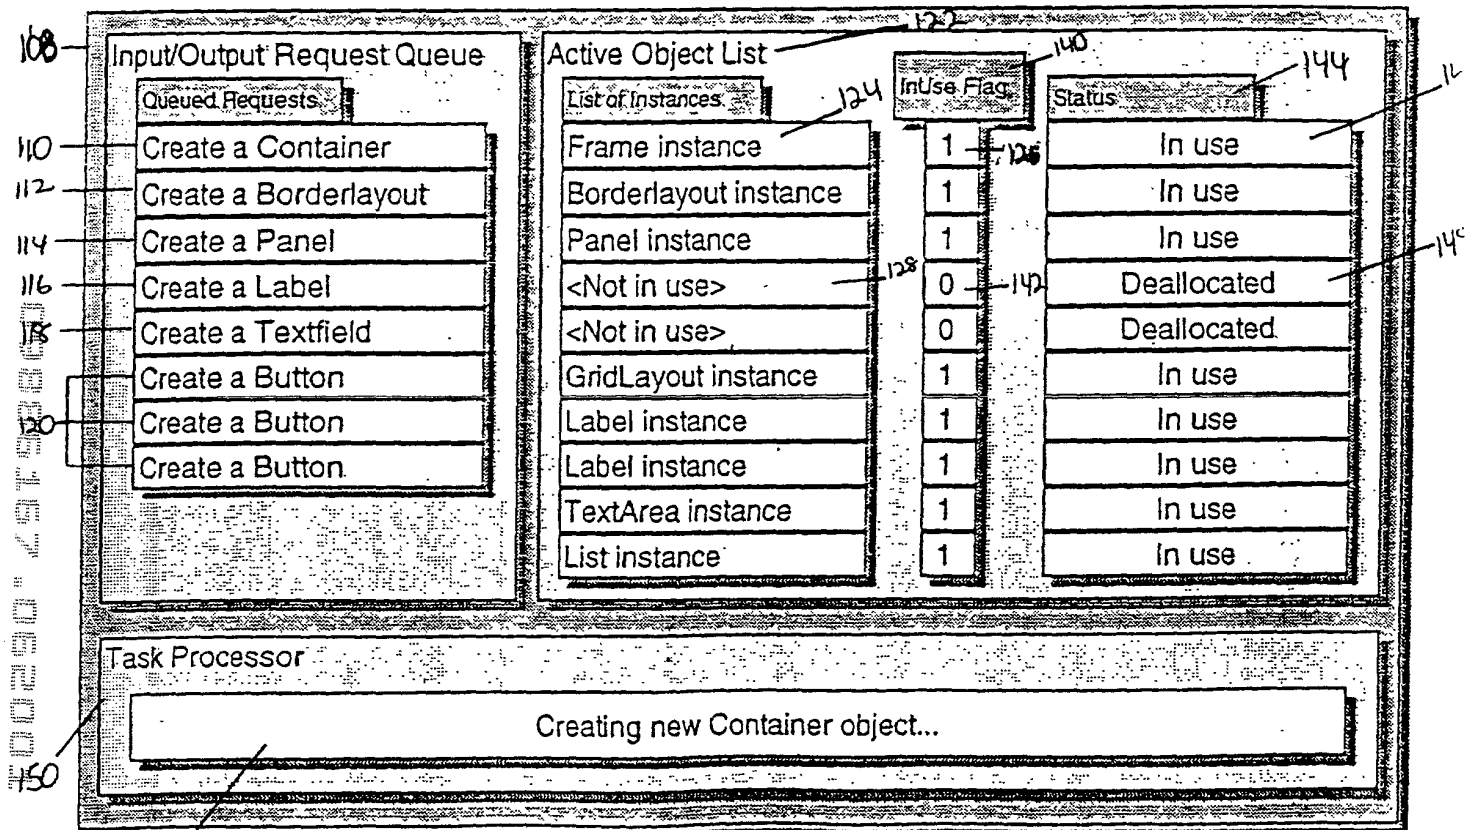 108
Input/Output Request Queue
Queued Requests
110
Create a Container
112
Create a Borderlayout
114
Create a Panel
116
Create a Label
118
Create a Textfield
120
Create a Button
Create a Button
Create a Button
Active Object List
122
List of Instances
124
InUse Flag
140
Status
144
Frame instance
1
126
In use
Borderlayout instance
1
In use
Panel instance
1
In use
<Not in use>
128
0
142
Deallocated
<Not in use>
0
Deallocated
GridLayout instance
1
In use
Label instance
1
In use
Label instance
1
In use
TextArea instance
1
In use
List instance
1
In use
Task Processor
Creating new Container object...
150